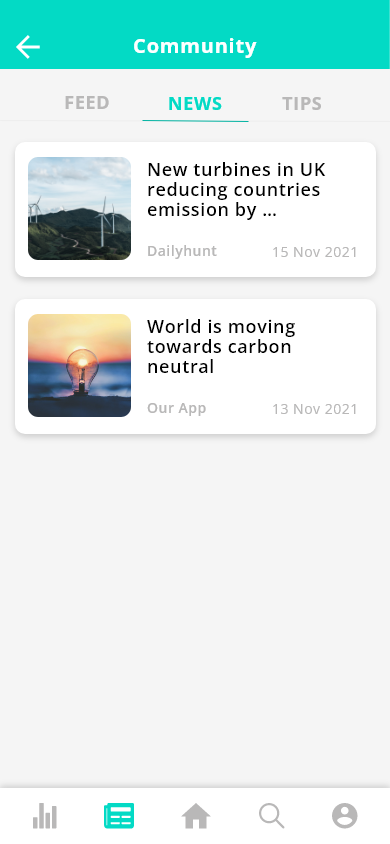 Community
FEED NEWS TIPS
New turbines in UK
reducing countries
emission by ...
Dailyhunt 15 Nov 2021
World is moving
towards carbon
neutral
Our App 13 Nov 2021